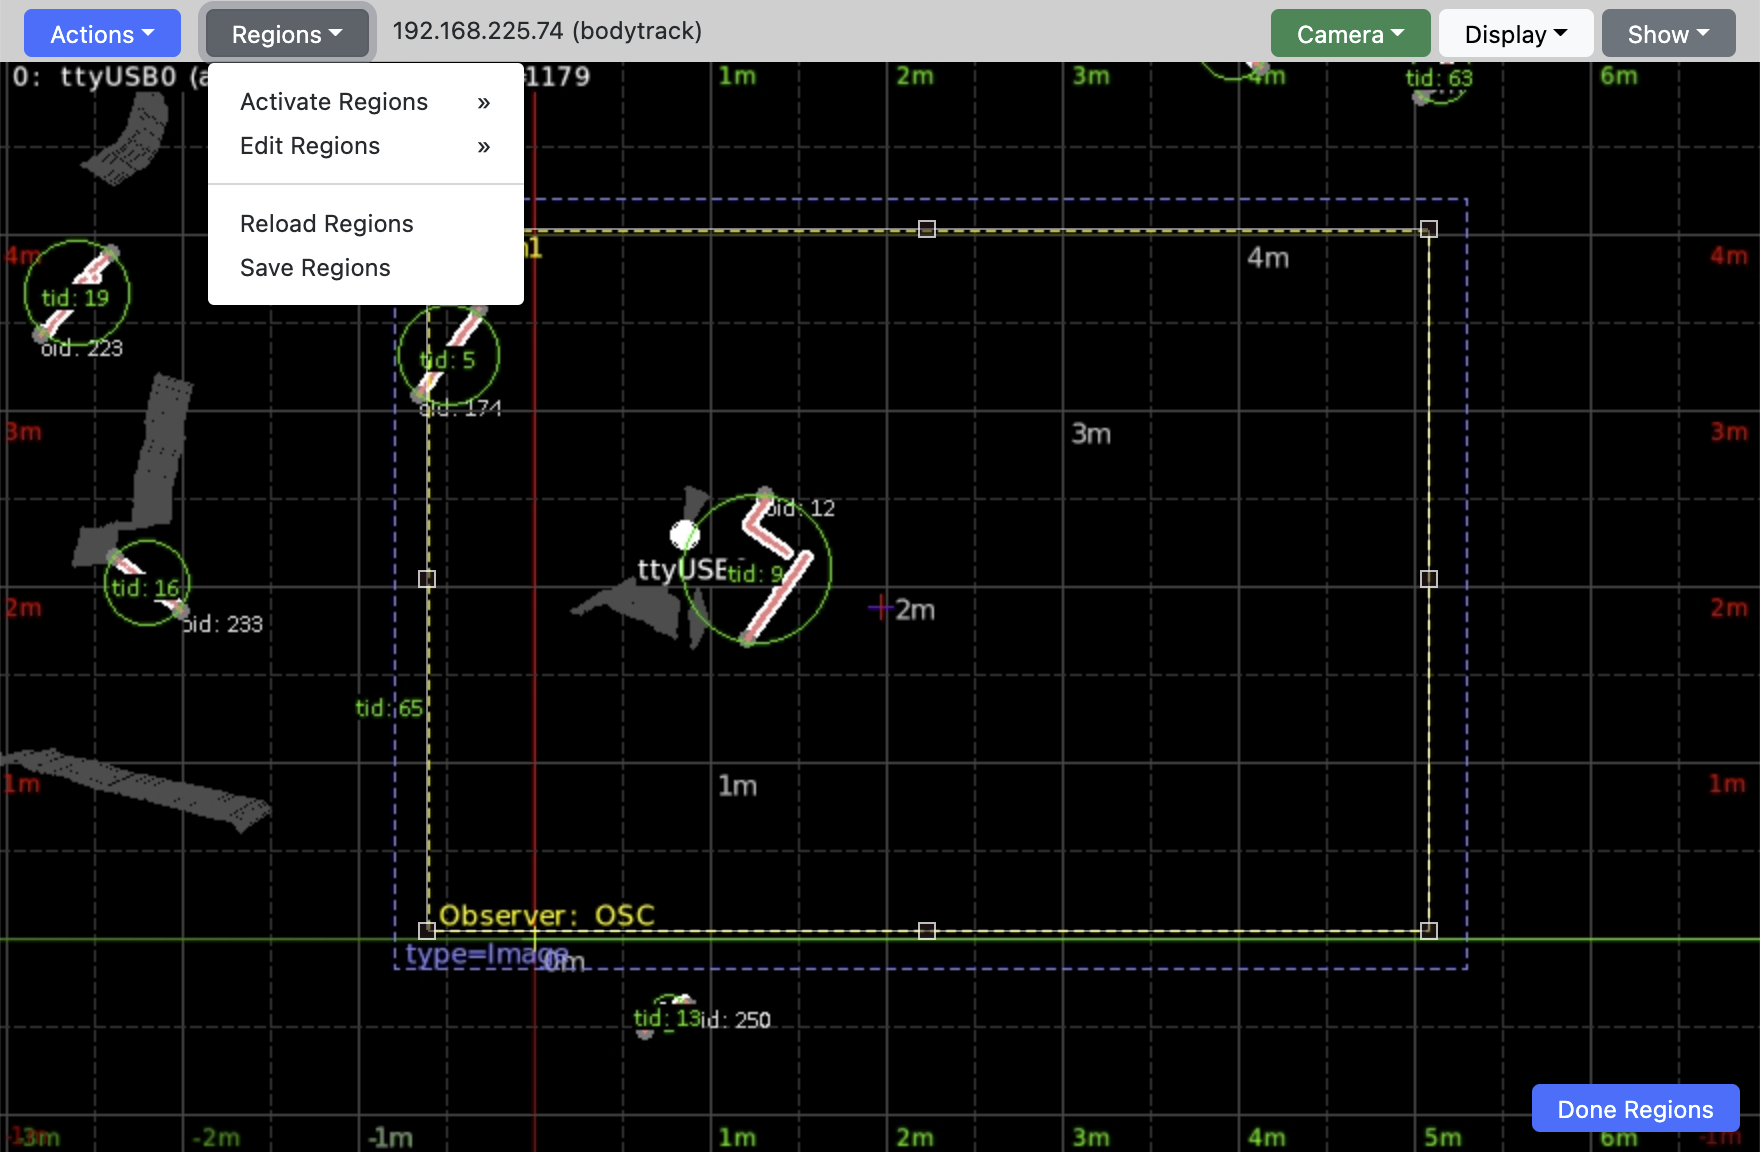 Actions Regions 192.168.225.74 (bodytrack) Camera Display Show
0: ttyUSB0 1179 1m 2m 3m 4m 6m
tid: 63
Activate Regions »
Edit Regions »
Reload Regions
Save Regions
4m 4m 4m
tid: 19
oid: 223
tid: 5
oid: 174
3m 3m 3m
oid: 12
tid: 9
tid: 16
2m 2m 2m
oid: 233
tid: 65
1m 1m 1m
Observer: OSC
type=Image
0m
tid: 13 id: 250
Done Regions
-3m -2m -1m 1m 2m 3m 4m 5m 6m -1m